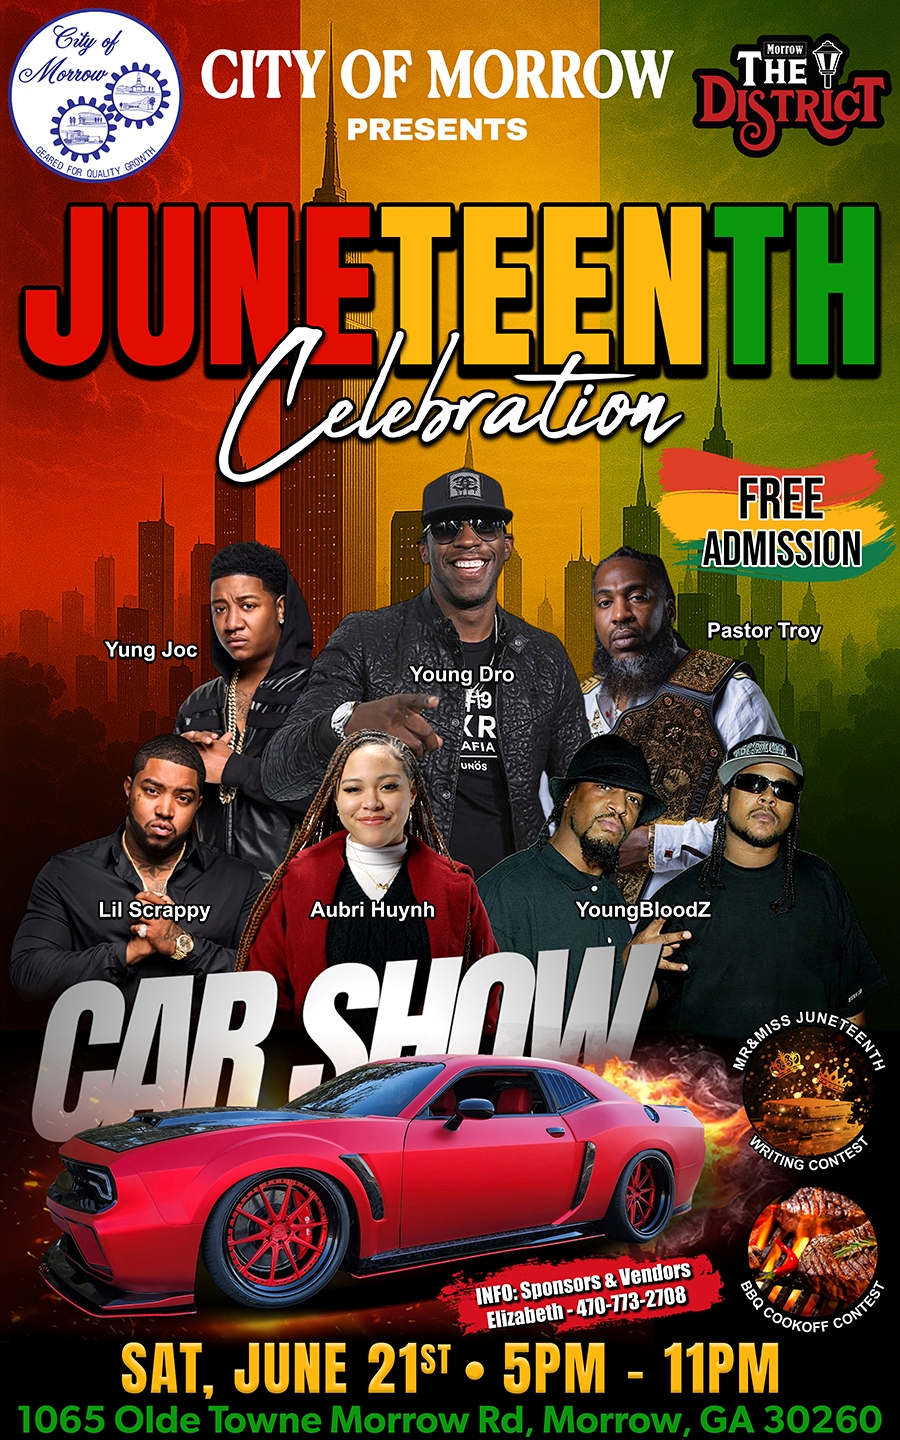 City of
Morrow
GEARED FOR QUALITY GROWTH
CITY OF MORROW
PRESENTS
Morrow
THE
DISTRICT
JUNETEENTH
Celebration
FREE
ADMISSION
Yung Joc
Young Dro
Pastor Troy
Lil Scrappy
Aubri Huynh
YoungBloodZ
CAR SHOW
MR&MISS JUNETEENTH
WRITING CONTEST
BBQ COOKOFF CONTEST
INFO: Sponsors & Vendors
Elizabeth - 470-773-2708
SAT, JUNE 21ST • 5PM - 11PM
1065 Olde Towne Morrow Rd, Morrow, GA 30260